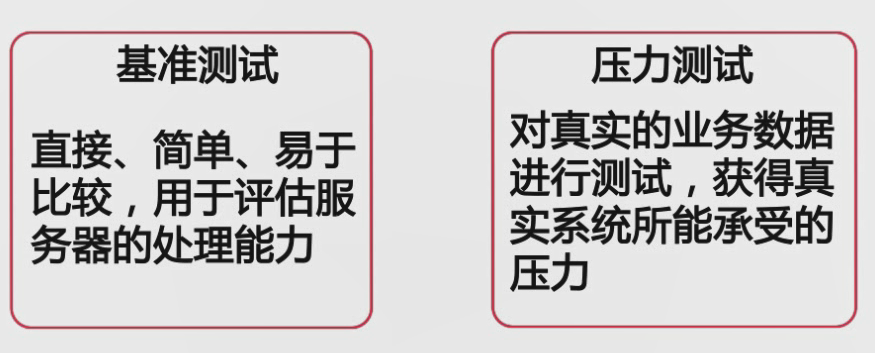 基准测试
直接、简单、易于
比较，用于评估服
务器的处理能力
压力测试
对真实的业务数据
进行测试，获得真
实系统所能承受的
压力